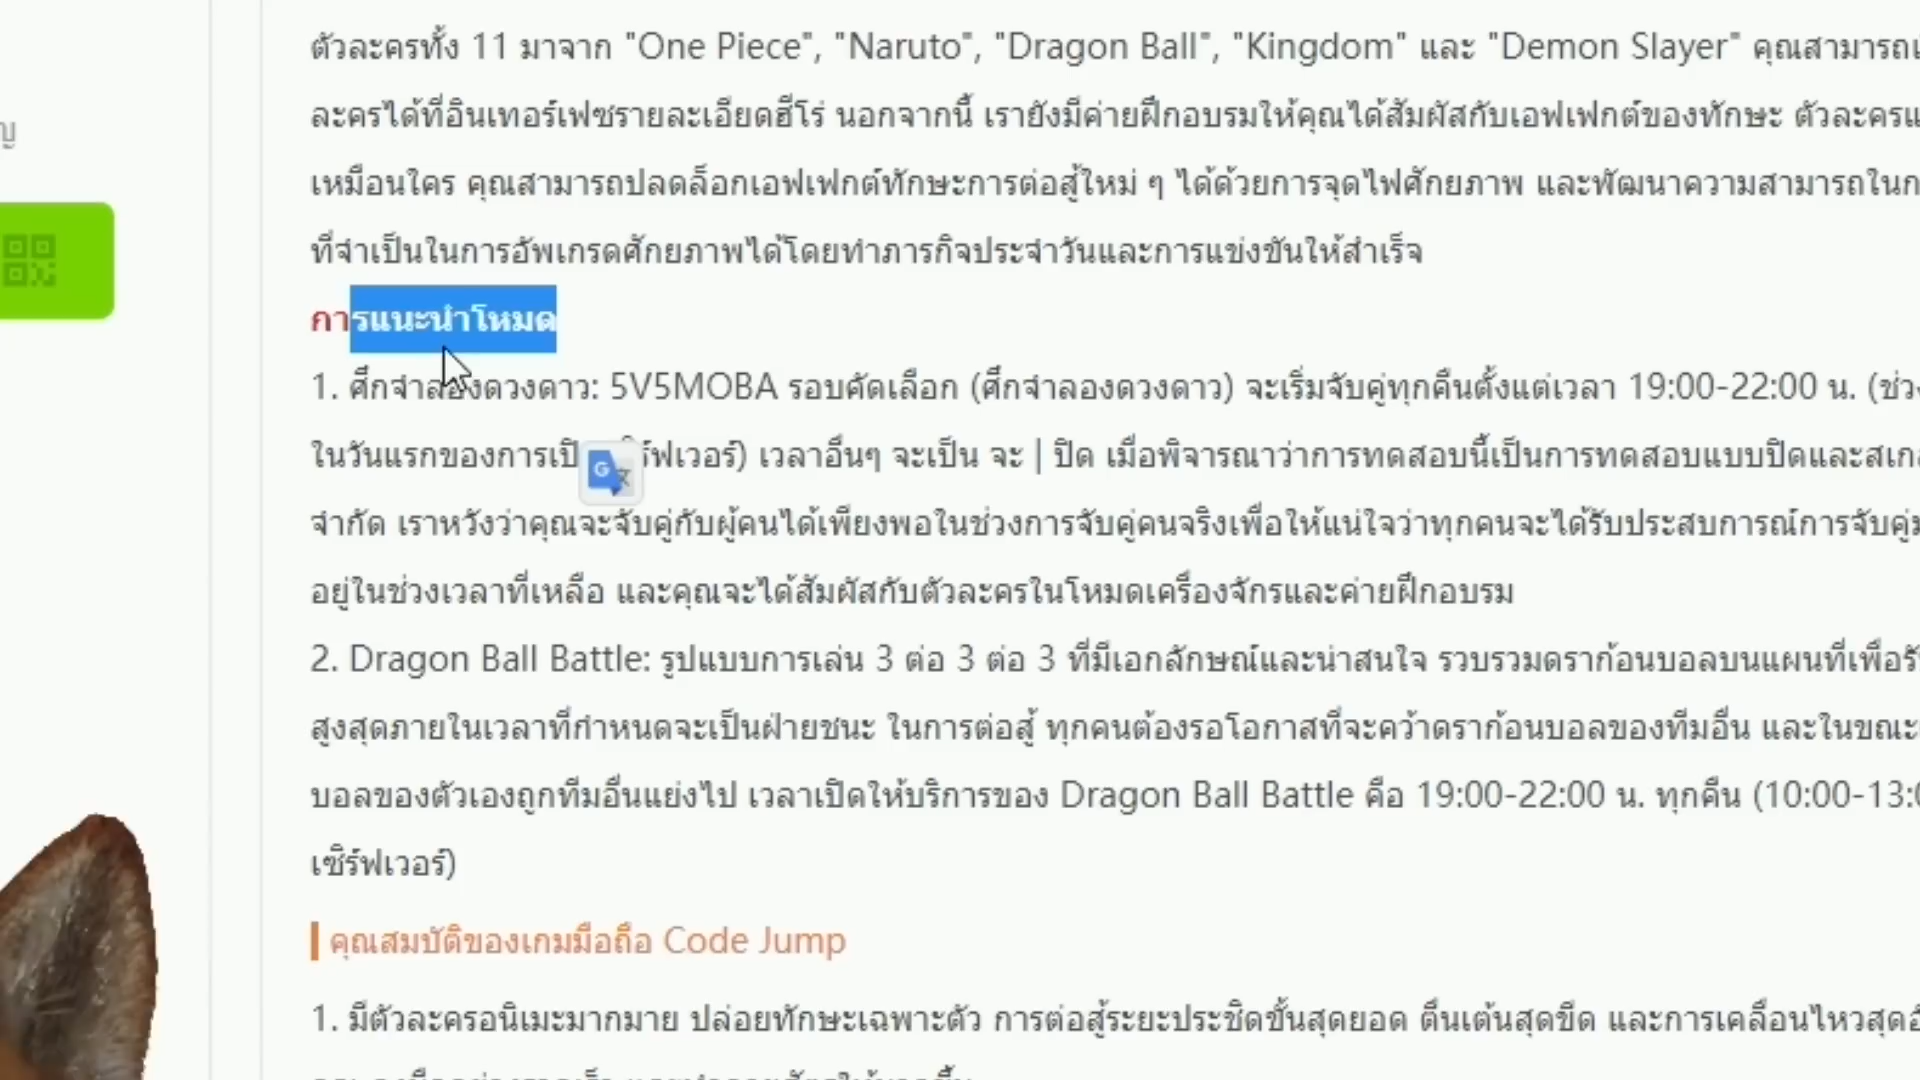 ญ
ตัวละครทั้ง 11 มาจาก "One Piece", "Naruto", "Dragon Ball", "Kingdom" และ "Demon Slayer" คุณสามารถเ
ละครได้ที่อินเทอร์เฟซรายละเอียดฮีโร่ นอกจากนี้ เรายังมีค่ายฝึกอบรมให้คุณได้สัมผัสกับเอฟเฟกต์ของทักษะ ตัวละครแ
เหมือนใคร คุณสามารถปลดล็อกเอฟเฟกต์ทักษะการต่อสู้ใหม่ ๆ ได้ด้วยการจุดไฟศักยภาพ และพัฒนาความสามารถในก
ที่จำเป็นในการอัพเกรดศักยภาพได้โดยทำภารกิจประจำวันและการแข่งขันให้สำเร็จ
การแนะนำโหมด
1. ศึกจำลองดวงดาว: 5V5MOBA รอบคัดเลือก (ศึกจำลองดวงดาว) จะเริ่มจับคู่ทุกคืนตั้งแต่เวลา 19:00-22:00 น. (ช่ว
ในวันแรกของการเปิ ร์ฟเวอร์) เวลาอื่นๆ จะเป็น จะ | ปิด เมื่อพิจารณาว่าการทดสอบนี้เป็นการทดสอบแบบปิดและสเกล
จำกัด เราหวังว่าคุณจะจับคู่กับผู้คนได้เพียงพอในช่วงการจับคู่คนจริงเพื่อให้แน่ใจว่าทุกคนจะได้รับประสบการณ์การจับคู่
อยู่ในช่วงเวลาที่เหลือ และคุณจะได้สัมผัสกับตัวละครในโหมดเครื่องจักรและค่ายฝึกอบรม
2. Dragon Ball Battle: รูปแบบการเล่น 3 ต่อ 3 ต่อ 3 ที่มีเอกลักษณ์และน่าสนใจ รวบรวมดราก้อนบอลบนแผนที่เพื่อรั
สูงสุดภายในเวลาที่กำหนดจะเป็นฝ่ายชนะ ในการต่อสู้ ทุกคนต้องรอโอกาสที่จะคว้าดราก้อนบอลของทีมอื่น และในขณะ
บอลของตัวเองถูกทีมอื่นแย่งไป เวลาเปิดให้บริการของ Dragon Ball Battle คือ 19:00-22:00 น. ทุกคืน (10:00-13:0
เซิร์ฟเวอร์)
คุณสมบัติของเกมมือถือ Code Jump
1. มีตัวละครอนิเมะมากมาย ปล่อยทักษะเฉพาะตัว การต่อสู้ระยะประชิดขั้นสุดยอด ตื่นเต้นสุดขีด และการเคลื่อนไหวสุดอ